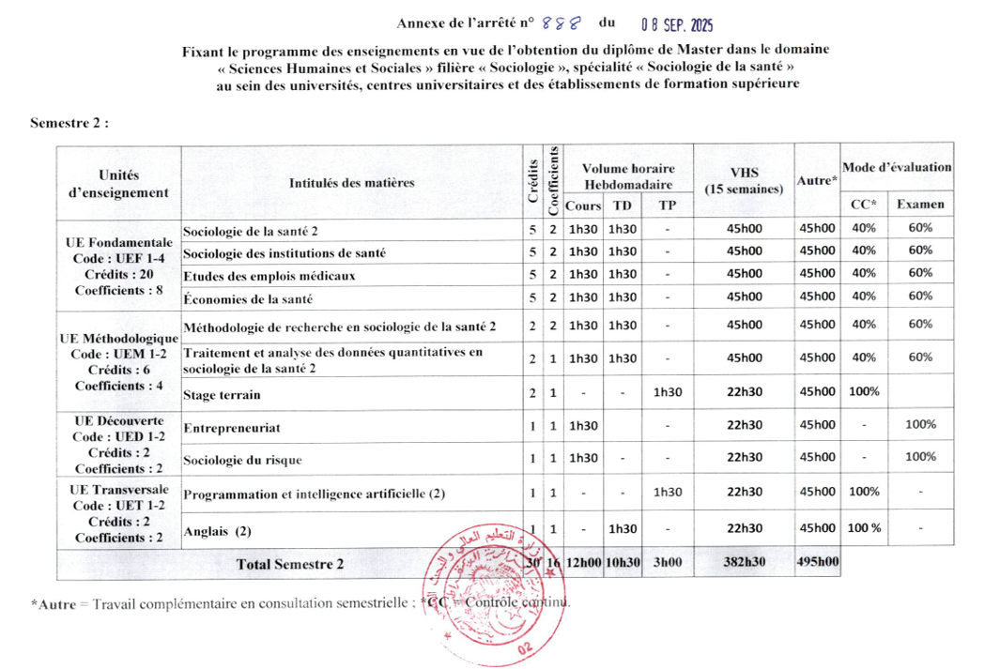 Annexe de l'arrêté n° 888 du 08 SEP. 2025
Fixant le programme des enseignements en vue de l'obtention du diplôme de Master dans le domaine
« Sciences Humaines et Sociales » filière « Sociologie », spécialité « Sociologie de la santé »
au sein des universités, centres universitaires et des établissements de formation supérieure
Semestre 2 :
Unités d'enseignement | Intitulés des matières | Crédits | Coefficients | Volume horaire Hebdomadaire | VHS (15 semaines) | Autre* | Mode d'évaluation
Cours | TD | TP | CC* | Examen
UE Fondamentale
Code : UEF 1-4
Crédits : 20
Coefficients : 8
Sociologie de la santé 2 | 5 | 2 | 1h30 | 1h30 | - | 45h00 | 45h00 | 40% | 60%
Sociologie des institutions de santé | 5 | 2 | 1h30 | 1h30 | - | 45h00 | 45h00 | 40% | 60%
Etudes des emplois médicaux | 5 | 2 | 1h30 | 1h30 | - | 45h00 | 45h00 | 40% | 60%
Économies de la santé | 5 | 2 | 1h30 | 1h30 | - | 45h00 | 45h00 | 40% | 60%
UE Méthodologique
Code : UEM 1-2
Crédits : 6
Coefficients : 4
Méthodologie de recherche en sociologie de la santé 2 | 2 | 2 | 1h30 | 1h30 | - | 45h00 | 45h00 | 40% | 60%
Traitement et analyse des données quantitatives en
sociologie de la santé 2 | 2 | 1 | 1h30 | 1h30 | - | 45h00 | 45h00 | 40% | 60%
Stage terrain | 2 | 1 | - | - | 1h30 | 22h30 | 45h00 | 100%
UE Découverte
Code : UED 1-2
Crédits : 2
Coefficients : 2
Entrepreneuriat | 1 | 1 | 1h30 | | - | 22h30 | 45h00 | - | 100%
Sociologie du risque | 1 | 1 | 1h30 | - | - | 22h30 | 45h00 | - | 100%
UE Transversale
Code : UET 1-2
Crédits : 2
Coefficients : 2
Programmation et intelligence artificielle (2) | 1 | 1 | - | - | 1h30 | 22h30 | 45h00 | 100% | -
Anglais (2) | 1 | 1 | - | 1h30 | - | 22h30 | 45h00 | 100 % | -
Total Semestre 2 | 30 | 16 | 12h00 | 10h30 | 3h00 | 382h30 | 495h00
*Autre = Travail complémentaire en consultation semestrielle ; *CC = Contrôle continu.
وزارة التعليم العالي والبحث العلمي
02